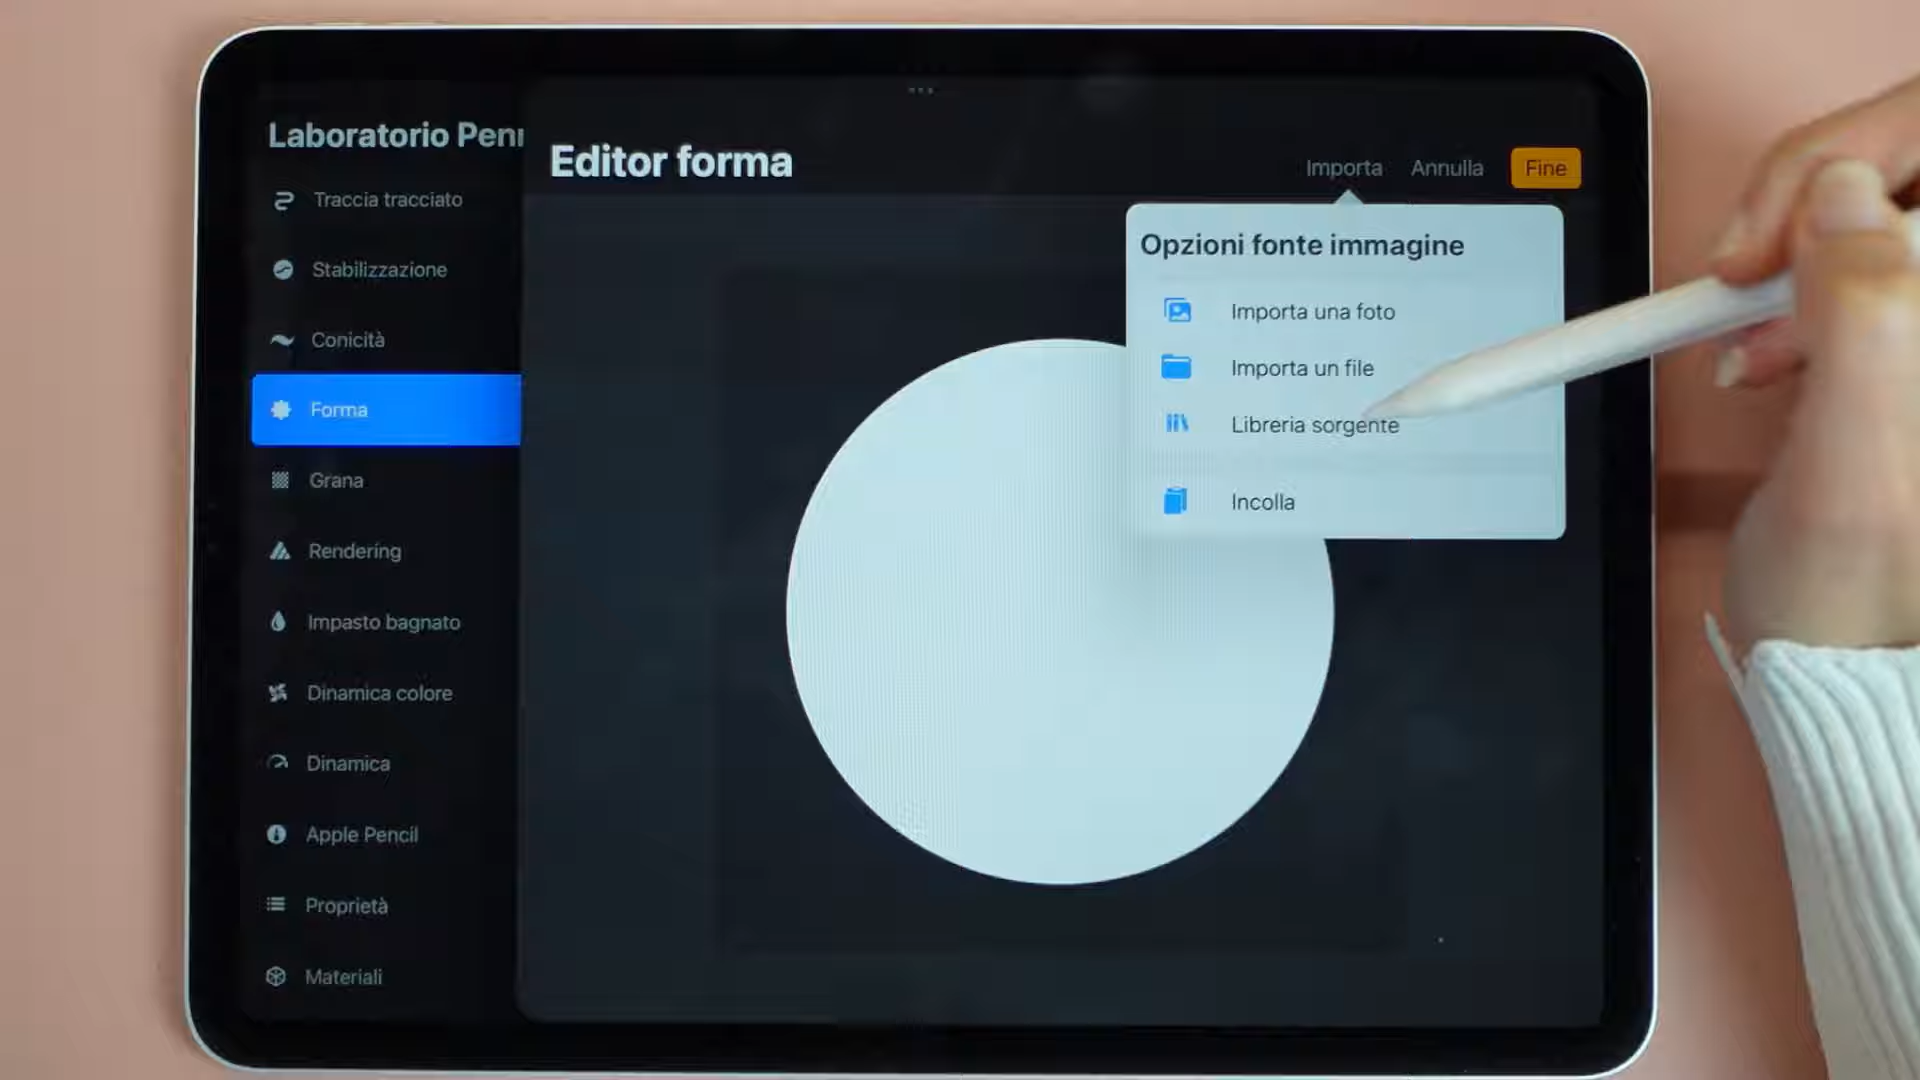 Laboratorio Penn
Traccia tracciato
Stabilizzazione
Conicità
Forma
Grana
Rendering
Impasto bagnato
Dinamica colore
Dinamica
Apple Pencil
Proprietà
Materiali
Editor forma
Importa
Annulla
Fine
Opzioni fonte immagine
Importa una foto
Importa un file
Libreria sorgente
Incolla